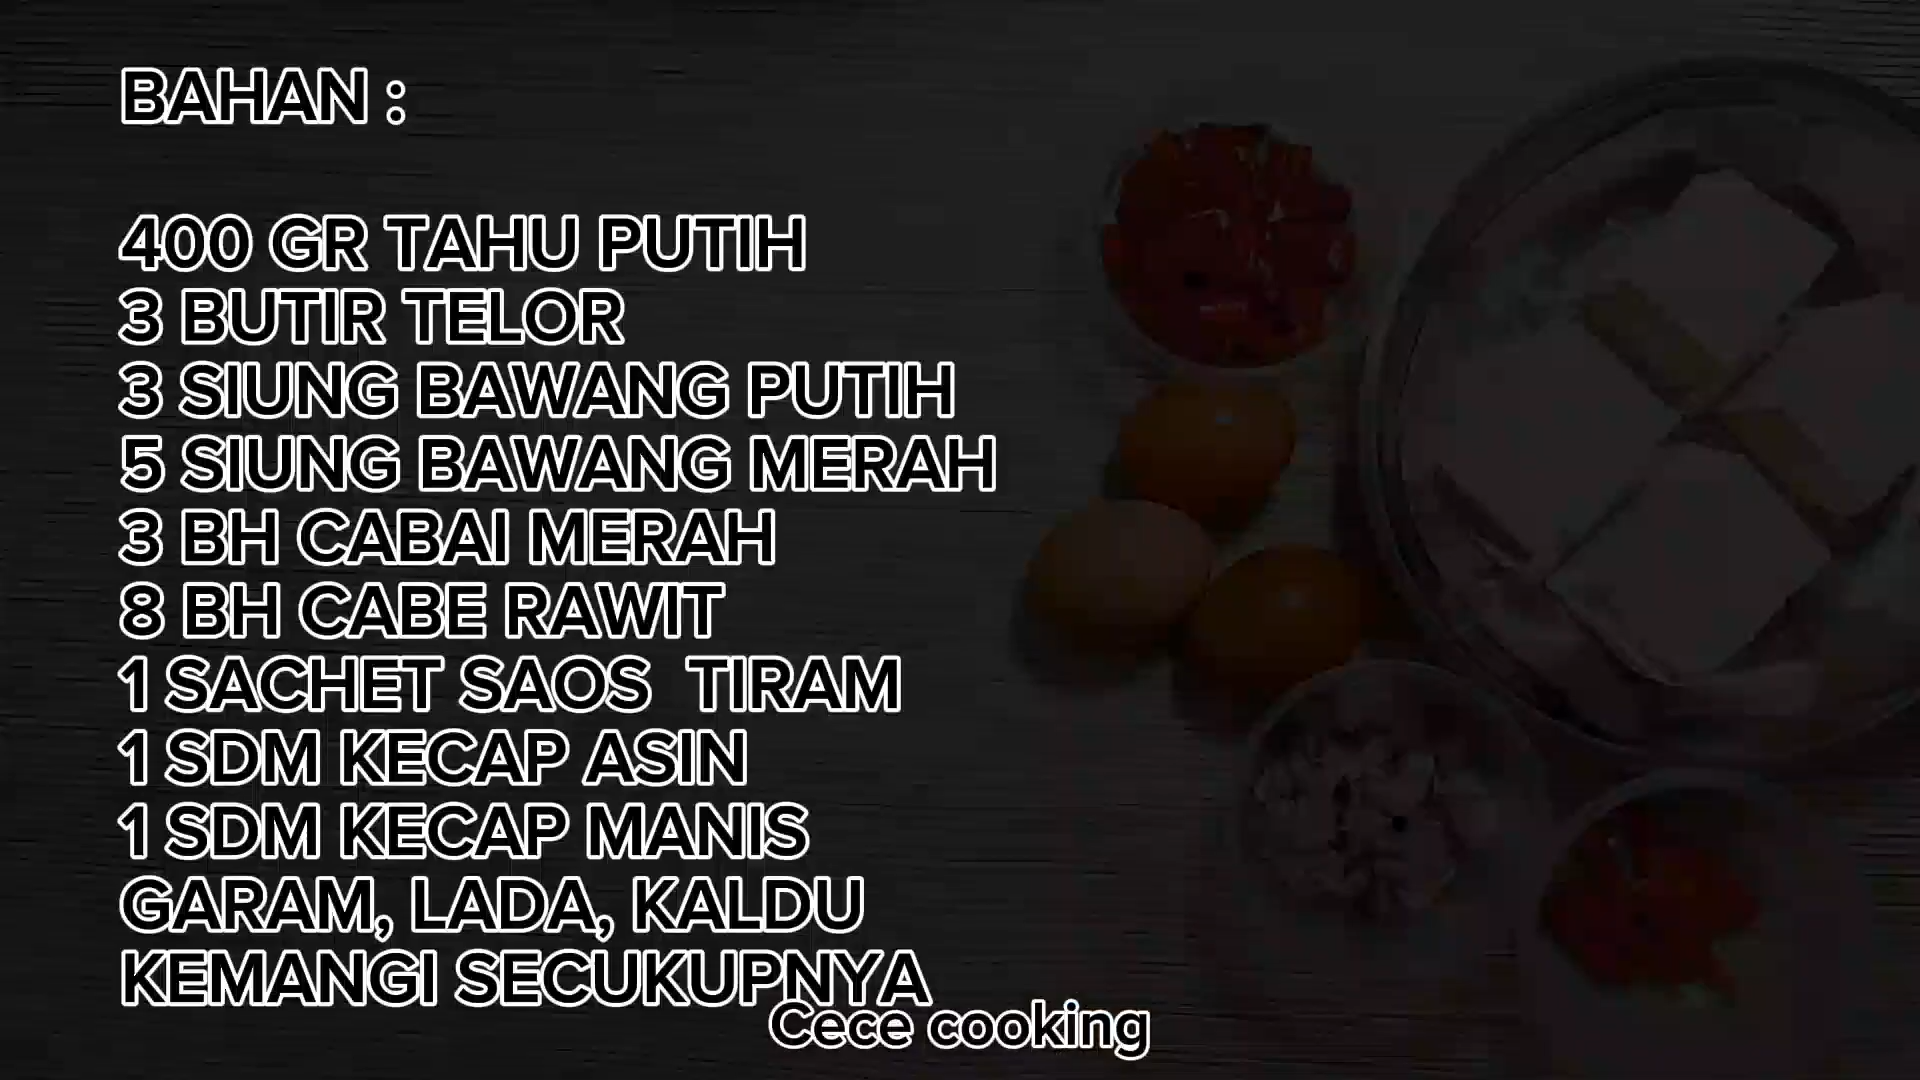 BAHAN :
400 GR TAHU PUTIH
3 BUTIR TELOR
3 SIUNG BAWANG PUTIH
5 SIUNG BAWANG MERAH
3 BH CABAI MERAH
8 BH CABE RAWIT
1 SACHET SAOS  TIRAM
1 SDM KECAP ASIN
1 SDM KECAP MANIS
GARAM, LADA, KALDU
KEMANGI SECUKUPNYA
Cece cooking